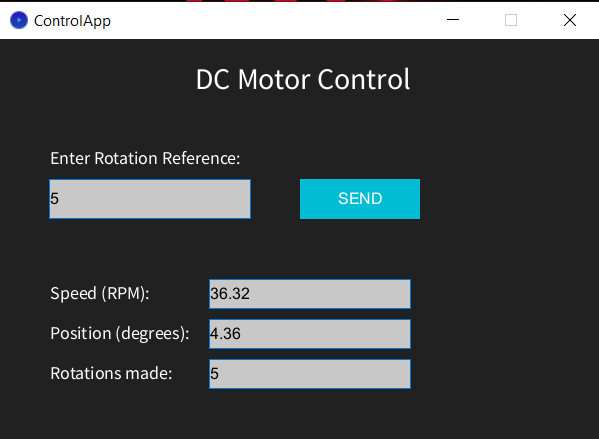 ControlApp
DC Motor Control
Enter Rotation Reference:
5 SEND
Speed (RPM): 36.32
Position (degrees): 4.36
Rotations made: 5